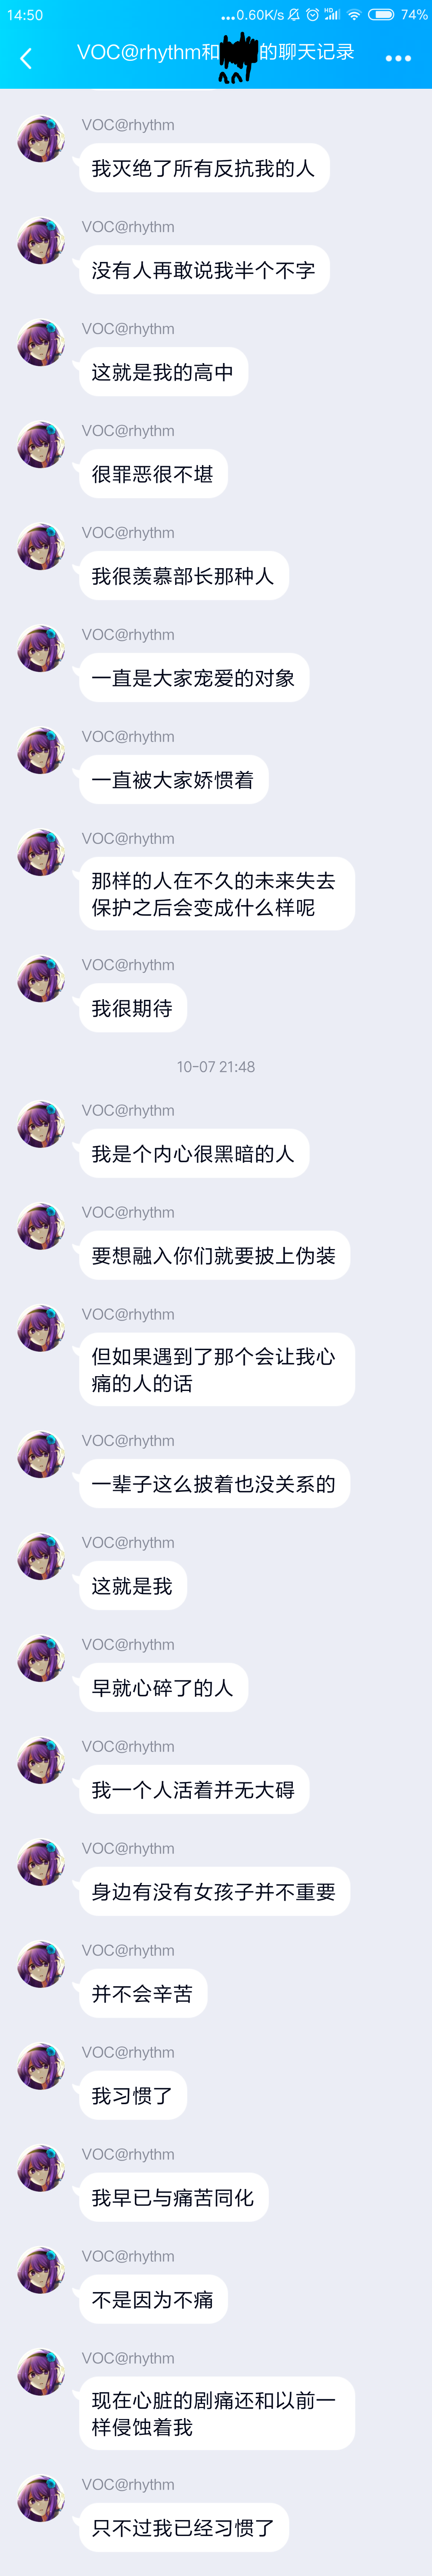 14:50
...0.60K/s HD 74%
VOC@rhythm和 的聊天记录
VOC@rhythm
我灭绝了所有反抗我的人
VOC@rhythm
没有人再敢说我半个不字
VOC@rhythm
这就是我的高中
VOC@rhythm
很罪恶很不堪
VOC@rhythm
我很羡慕部长那种人
VOC@rhythm
一直是大家宠爱的对象
VOC@rhythm
一直被大家娇惯着
VOC@rhythm
那样的人在不久的未来失去
保护之后会变成什么样呢
VOC@rhythm
我很期待
10-07 21:48
VOC@rhythm
我是个内心很黑暗的人
VOC@rhythm
要想融入你们就要披上伪装
VOC@rhythm
但如果遇到了那个会让我心
痛的人的话
VOC@rhythm
一辈子这么披着也没关系的
VOC@rhythm
这就是我
VOC@rhythm
早就心碎了的人
VOC@rhythm
我一个人活着并无大碍
VOC@rhythm
身边有没有女孩子并不重要
VOC@rhythm
并不会辛苦
VOC@rhythm
我习惯了
VOC@rhythm
我早已与痛苦同化
VOC@rhythm
不是因为不痛
VOC@rhythm
现在心脏的剧痛还和以前一
样侵蚀着我
VOC@rhythm
只不过我已经习惯了